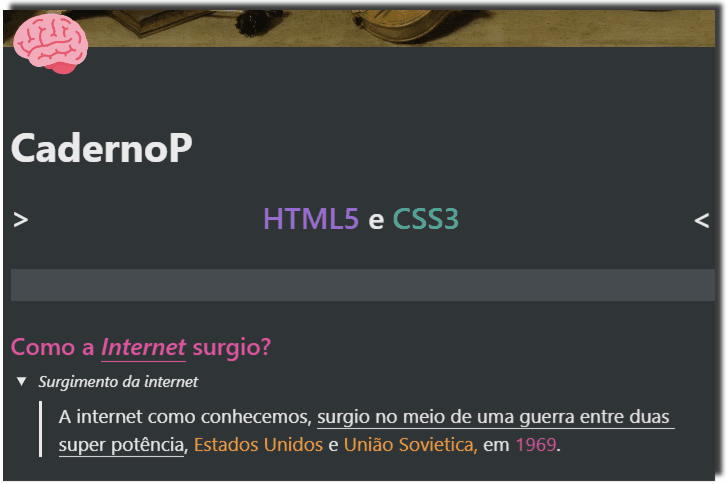 CadernoP
> HTML5 e CSS3 <
Como a Internet surgio?
▼ Surgimento da internet
A internet como conhecemos, surgio no meio de uma guerra entre duas
super potência, Estados Unidos e União Sovietica, em 1969.